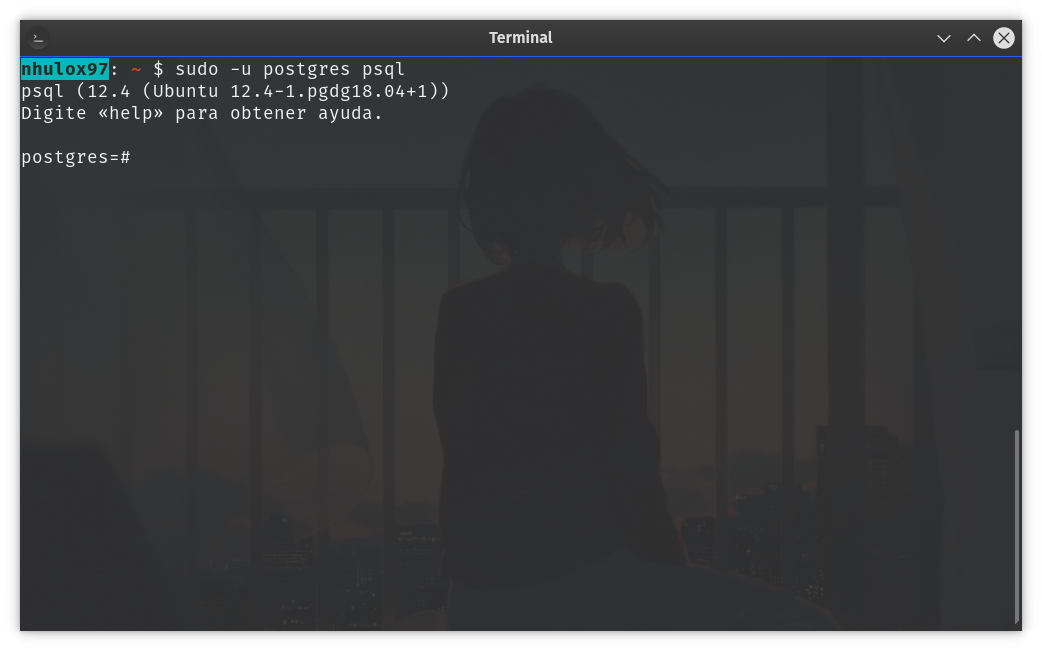 Terminal
nhulox97: ~ $ sudo -u postgres psql
psql (12.4 (Ubuntu 12.4-1.pgdg18.04+1))
Digite «help» para obtener ayuda.
postgres=#